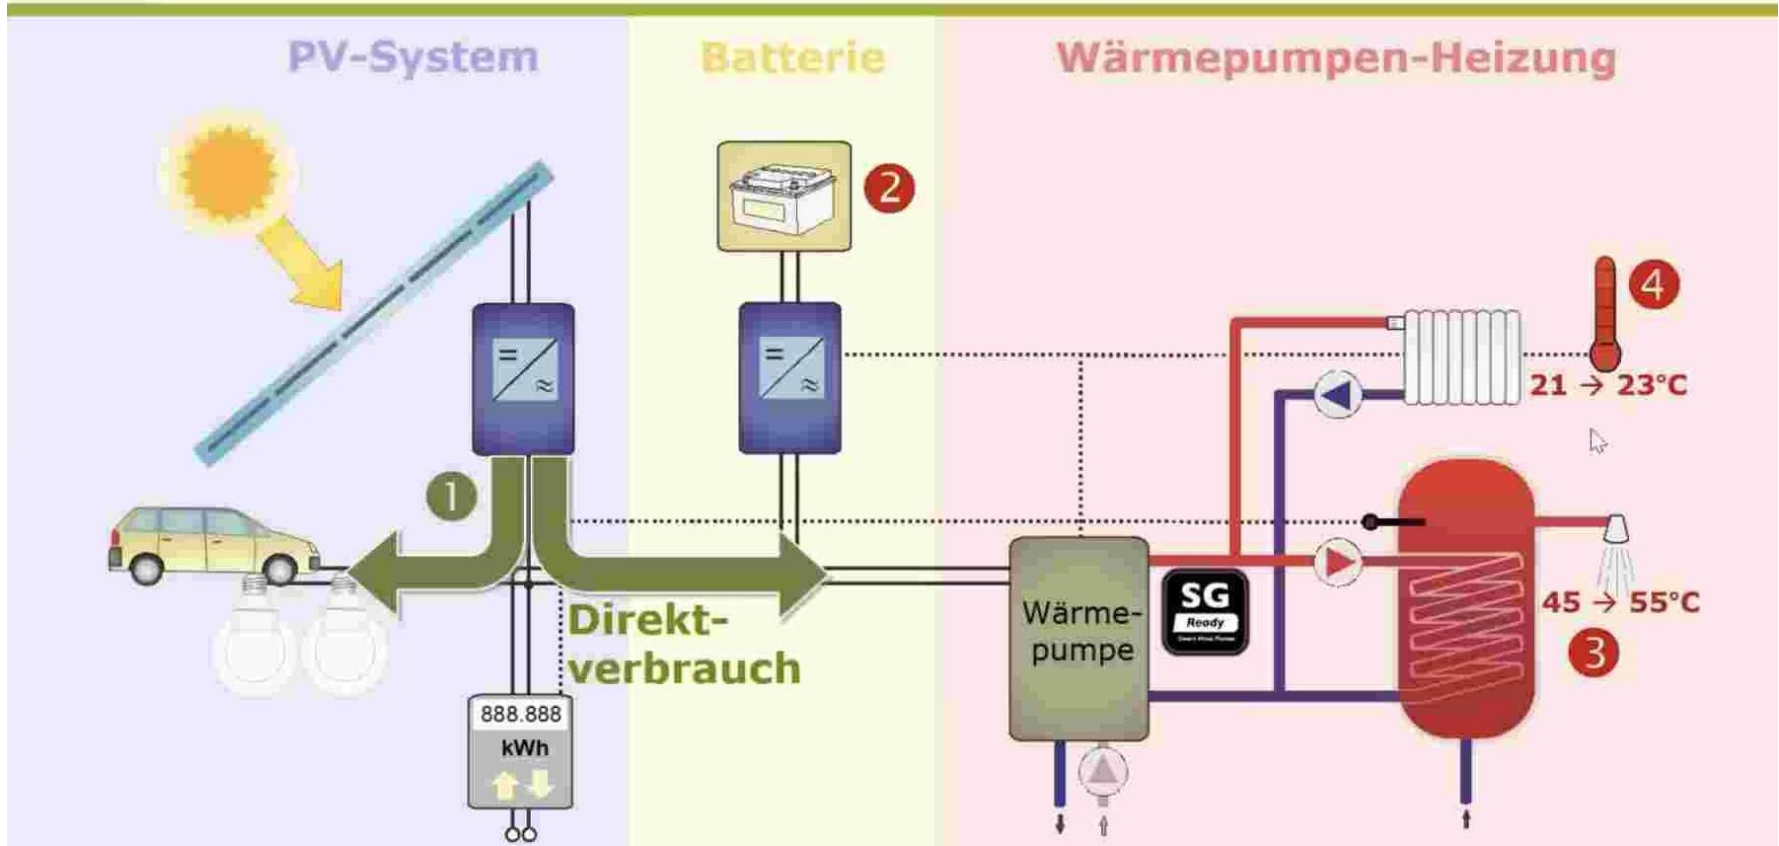 PV-System
Batterie
Wärmepumpen-Heizung
2
4
21 → 23°C
1
Direkt-
verbrauch
Wärme-
pumpe
SG
Ready
45 → 55°C
3
888.888
kWh